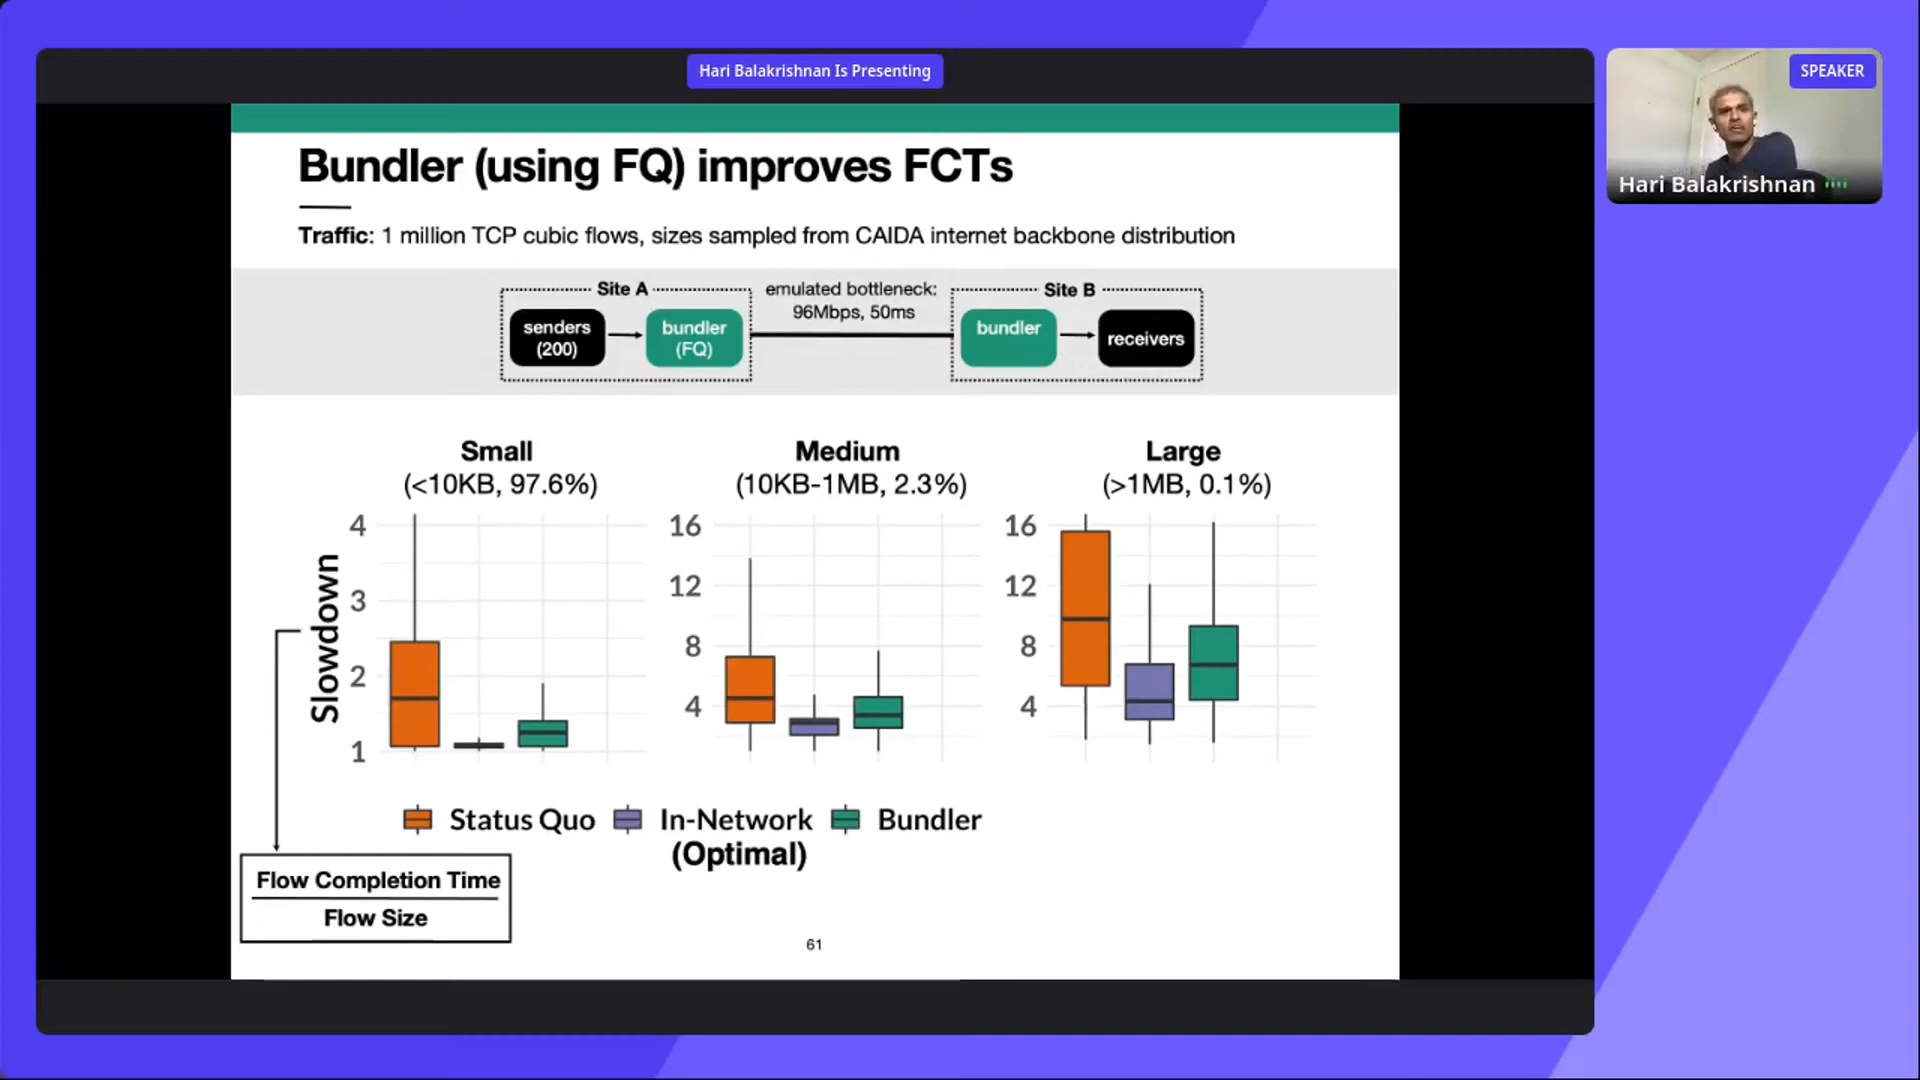 Hari Balakrishnan Is Presenting
SPEAKER
Hari Balakrishnan
Bundler (using FQ) improves FCTs
Traffic: 1 million TCP cubic flows, sizes sampled from CAIDA internet backbone distribution
Site A
senders
(200)
bundler
(FQ)
emulated bottleneck:
96Mbps, 50ms
Site B
bundler
receivers
Small
(<10KB, 97.6%)
Medium
(10KB-1MB, 2.3%)
Large
(>1MB, 0.1%)
Slowdown
4
3
2
1
16
12
8
4
16
12
8
4
Status Quo
In-Network
(Optimal)
Bundler
Flow Completion Time
Flow Size
61